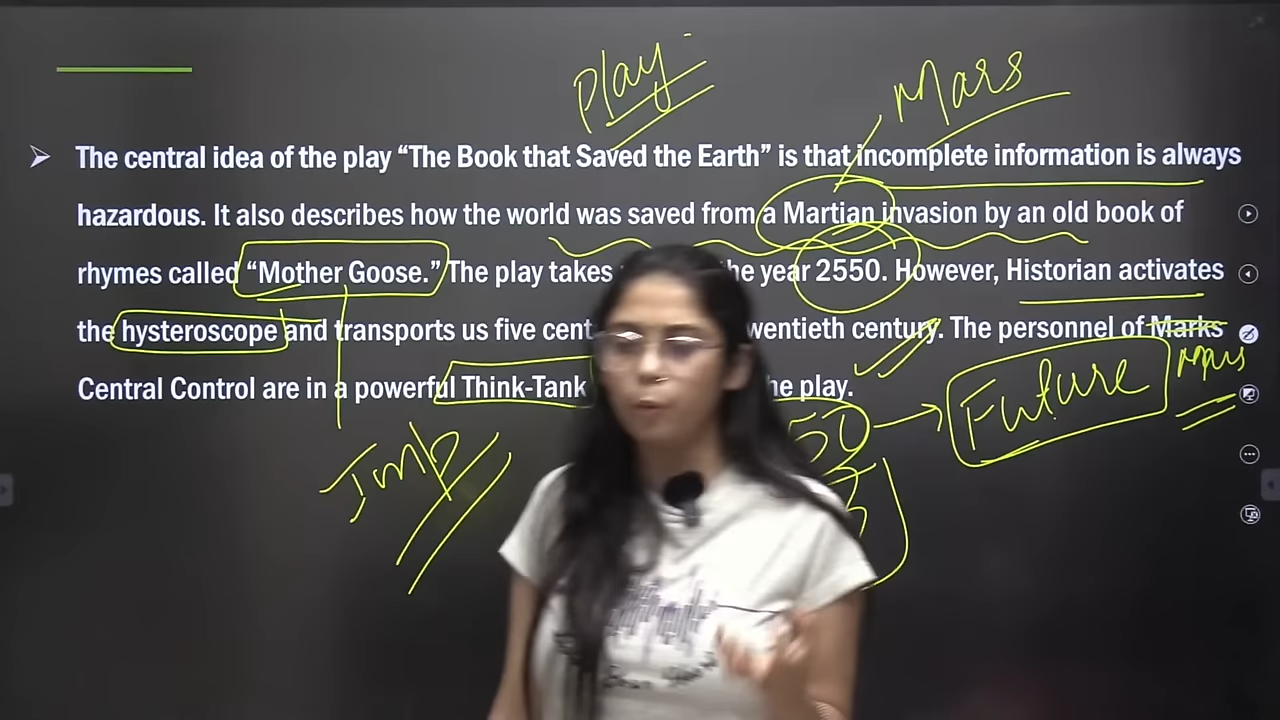 Play
Mars
The central idea of the play “The Book that Saved the Earth” is that incomplete information is always
hazardous. It also describes how the world was saved from a Martian invasion by an old book of
rhymes called “Mother Goose.” The play takes the year 2550. However, Historian activates
the hysteroscope and transports us five century. The personnel of Marks
Mars
Central Control are in a powerful Think-Tank the play.
50 Future
Imp